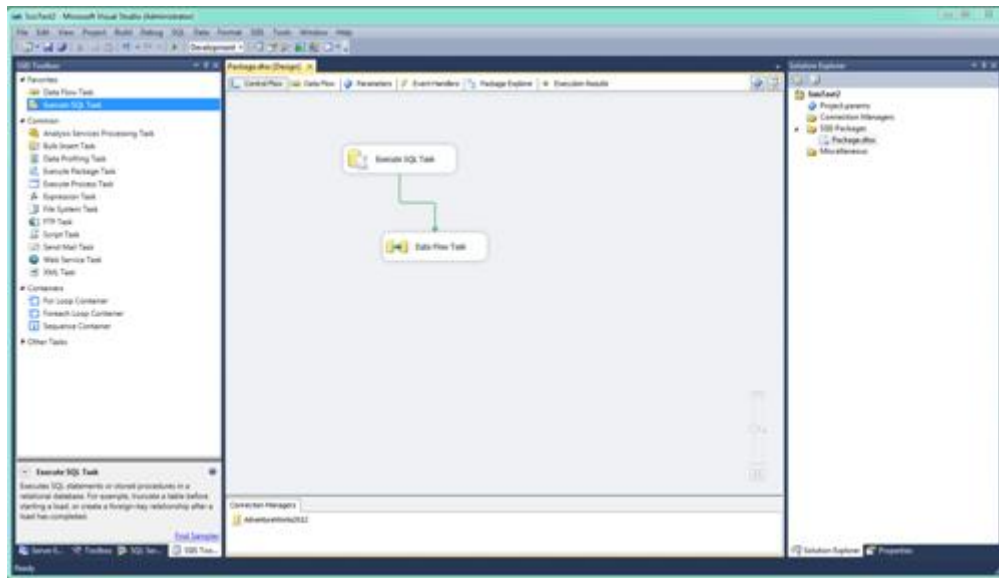 SsisTest2 - Microsoft Visual Studio (Administrator)
File Edit View Project Build Debug SQL Data Format SSIS Tools Window Help
Development
SSIS Toolbox
Favorites
Data Flow Task
Execute SQL Task
Common
Analysis Services Processing Task
Bulk Insert Task
Data Profiling Task
Execute Package Task
Execute Process Task
Expression Task
File System Task
FTP Task
Script Task
Send Mail Task
Web Service Task
XML Task
Containers
For Loop Container
Foreach Loop Container
Sequence Container
Other Tasks
Execute SQL Task
Executes SQL statements or stored procedures in a
relational database. For example, truncate a table before
starting a load, or create a foreign-key relationship after a
load has completed.
Find Samples
Server E... Toolbox SQL Ser... SSIS Too...
Ready
Package.dtsx [Design]
Control Flow Data Flow Parameters Event Handlers Package Explorer Execution Results
Execute SQL Task
Data Flow Task
Connection Managers
AdventureWorks2012
Solution Explorer
SsisTest2
Project.params
Connection Managers
SSIS Packages
Package.dtsx
Miscellaneous
Solution Explorer Properties